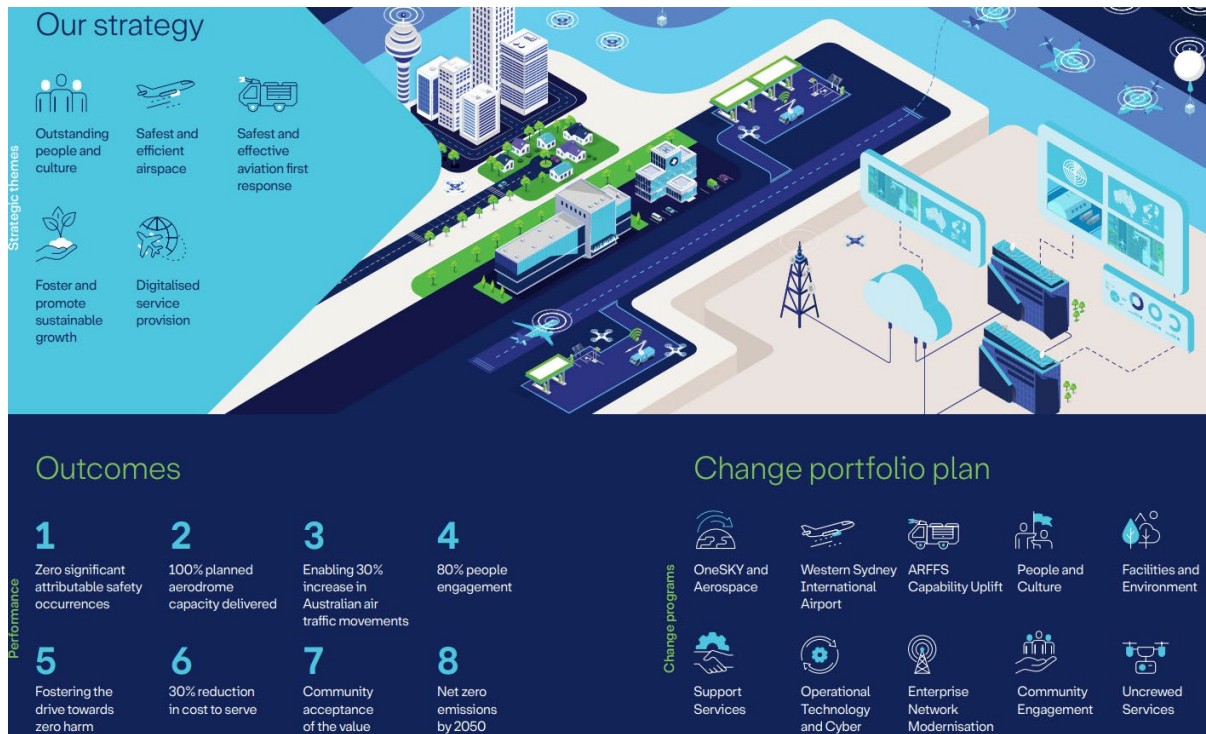 Our strategy
Strategic themes
Outstanding
people and
culture
Safest and
efficient
airspace
Safest and
effective
aviation first
response
Foster and
promote
sustainable
growth
Digitalised
service
provision
Outcomes
Performance
1
Zero significant
attributable safety
occurrences
2
100% planned
aerodrome
capacity delivered
3
Enabling 30%
increase in
Australian air
traffic movements
4
80% people
engagement
5
Fostering the
drive towards
zero harm
6
30% reduction
in cost to serve
7
Community
acceptance
of the value
8
Net zero
emissions
by 2050
Change portfolio plan
Change programs
OneSKY and
Aerospace
Western Sydney
International
Airport
ARFFS
Capability Uplift
People and
Culture
Facilities and
Environment
Support
Services
Operational
Technology
and Cyber
Enterprise
Network
Modernisation
Community
Engagement
Uncrewed
Services